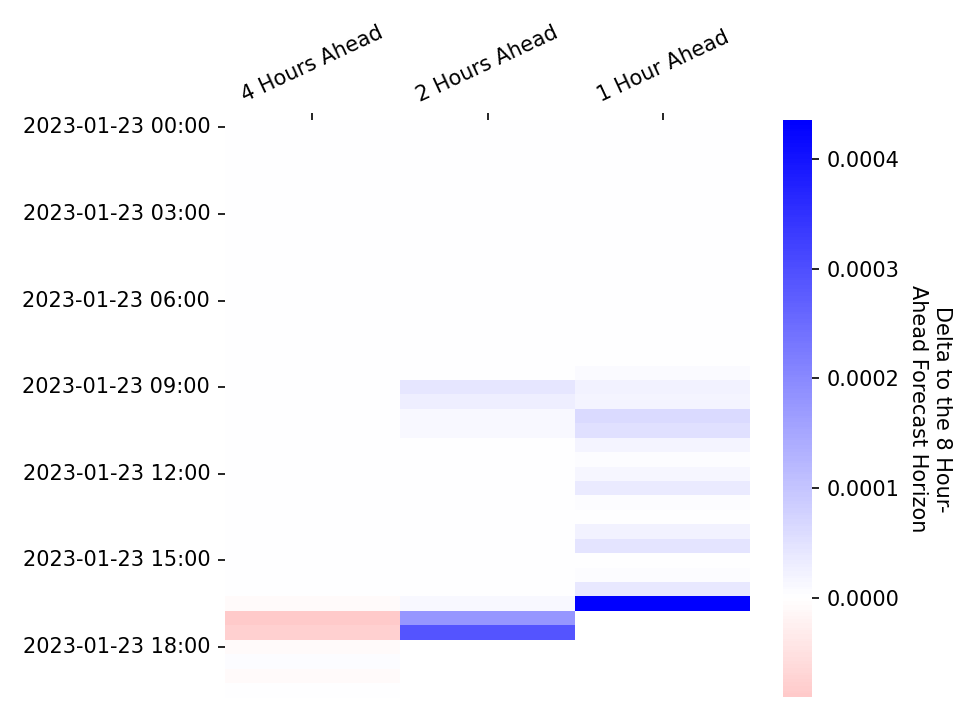 4 Hours Ahead
2 Hours Ahead
1 Hour Ahead
2023-01-23 00:00
2023-01-23 03:00
2023-01-23 06:00
2023-01-23 09:00
2023-01-23 12:00
2023-01-23 15:00
2023-01-23 18:00
0.0004
0.0003
0.0002
0.0001
0.0000
Delta to the 8 Hour-
Ahead Forecast Horizon